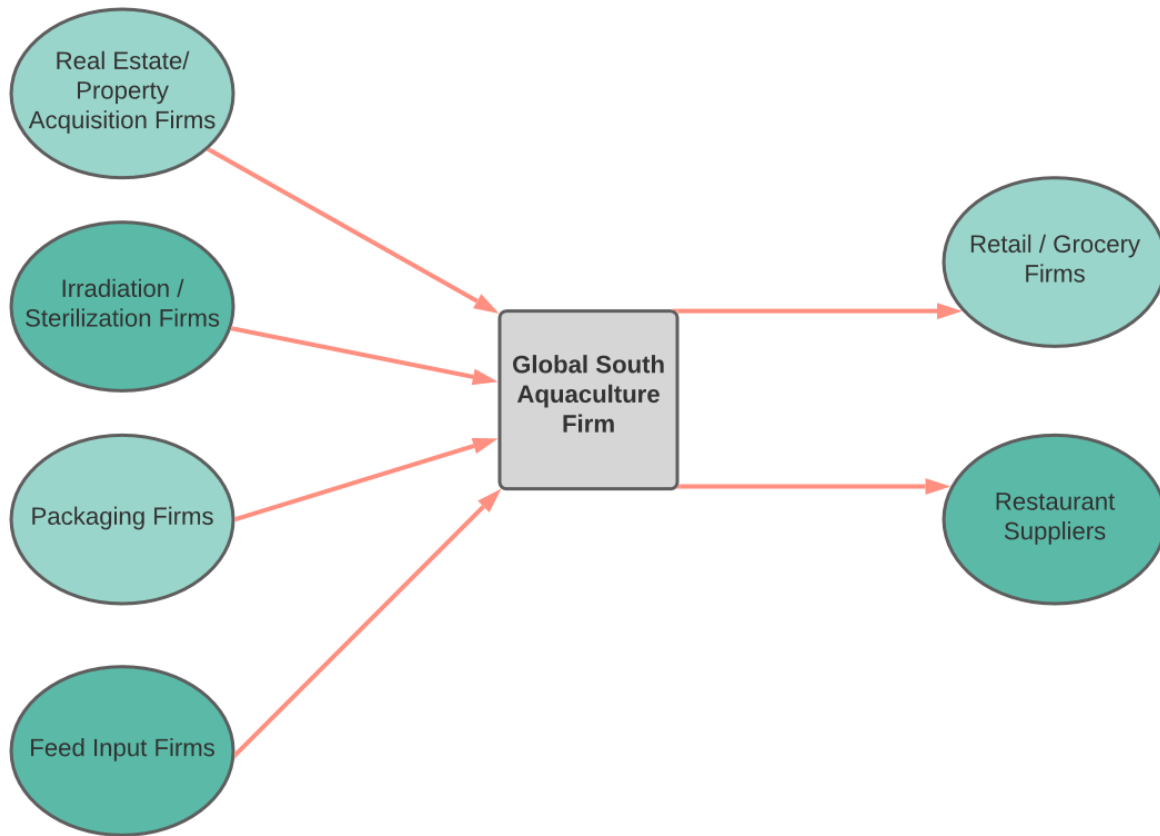 Real Estate/
Property
Acquisition Firms
Irradiation /
Sterilization Firms
Packaging Firms
Feed Input Firms
Global South
Aquaculture
Firm
Retail / Grocery
Firms
Restaurant
Suppliers